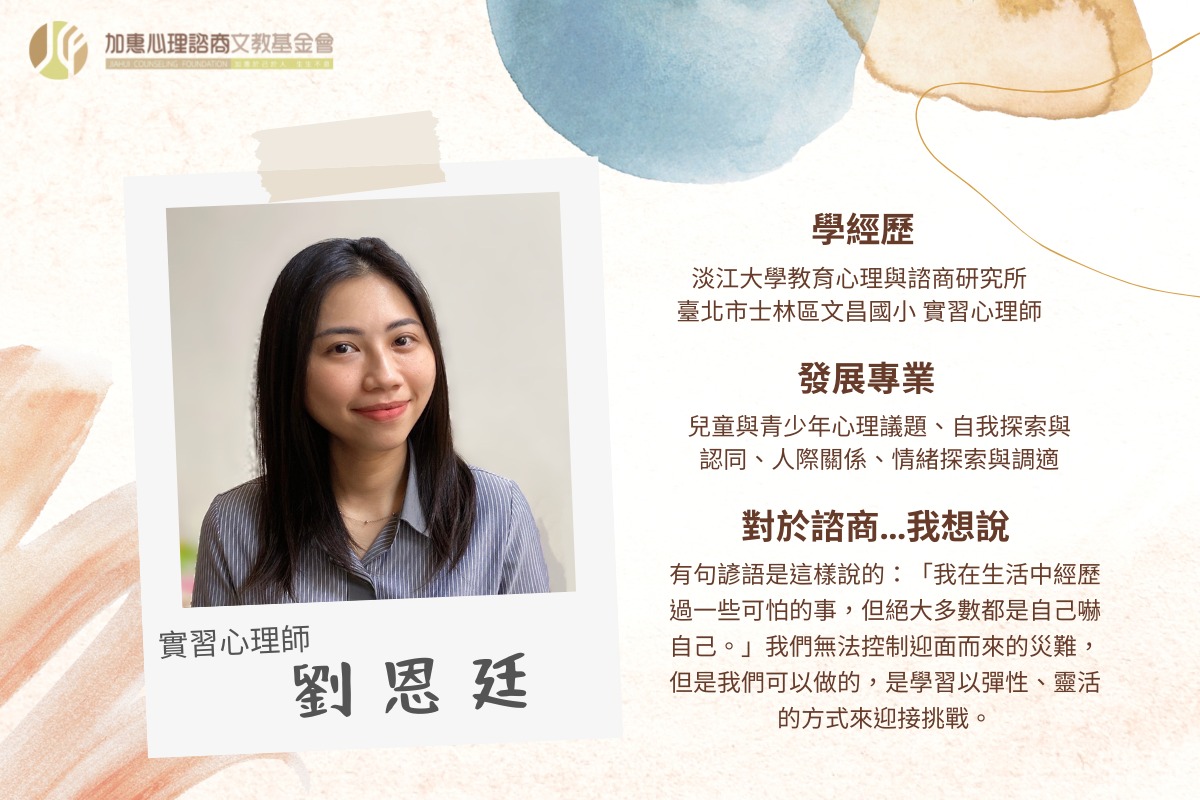 加惠心理諮商文教基金會
JIAHUI COUNSELING FOUNDATION
學經歷
淡江大學教育心理與諮商研究所
臺北市士林區文昌國小 實習心理師
發展專業
兒童與青少年心理議題、自我探索與
認同、人際關係、情緒探索與調適
對於諮商...我想說
有句諺語是這樣說的：「我在生活中經歷
過一些可怕的事，但絕大多數都是自己嚇
自己。」我們無法控制迎面而來的災難，
但是我們可以做的，是學習以彈性、靈活
的方式來迎接挑戰。
實習心理師
劉恩廷